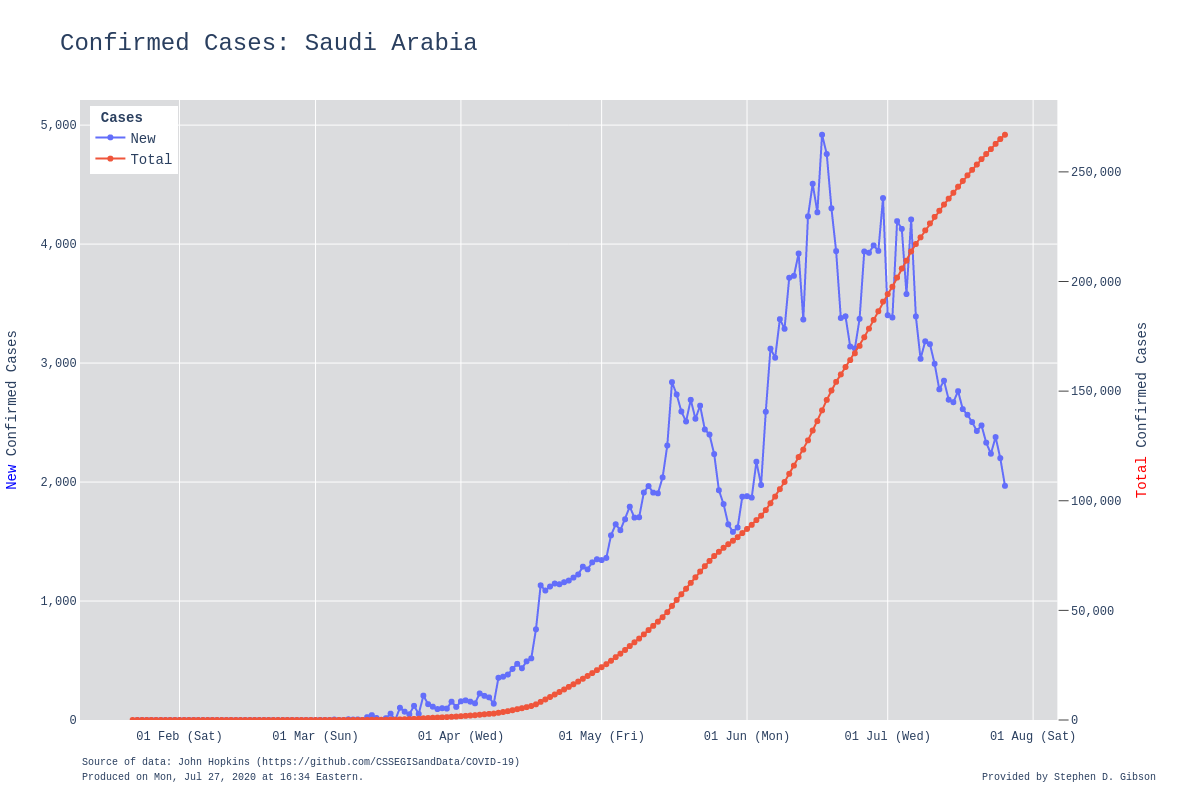 Confirmed Cases: Saudi Arabia
Cases
New
Total
5,000
4,000
3,000
2,000
1,000
0
250,000
200,000
150,000
100,000
50,000
0
New Confirmed Cases
Total Confirmed Cases
01 Feb (Sat) 01 Mar (Sun) 01 Apr (Wed) 01 May (Fri) 01 Jun (Mon) 01 Jul (Wed) 01 Aug (Sat)
Source of data: John Hopkins (https://github.com/CSSEGISandData/COVID-19)
Produced on Mon, Jul 27, 2020 at 16:34 Eastern.
Provided by Stephen D. Gibson